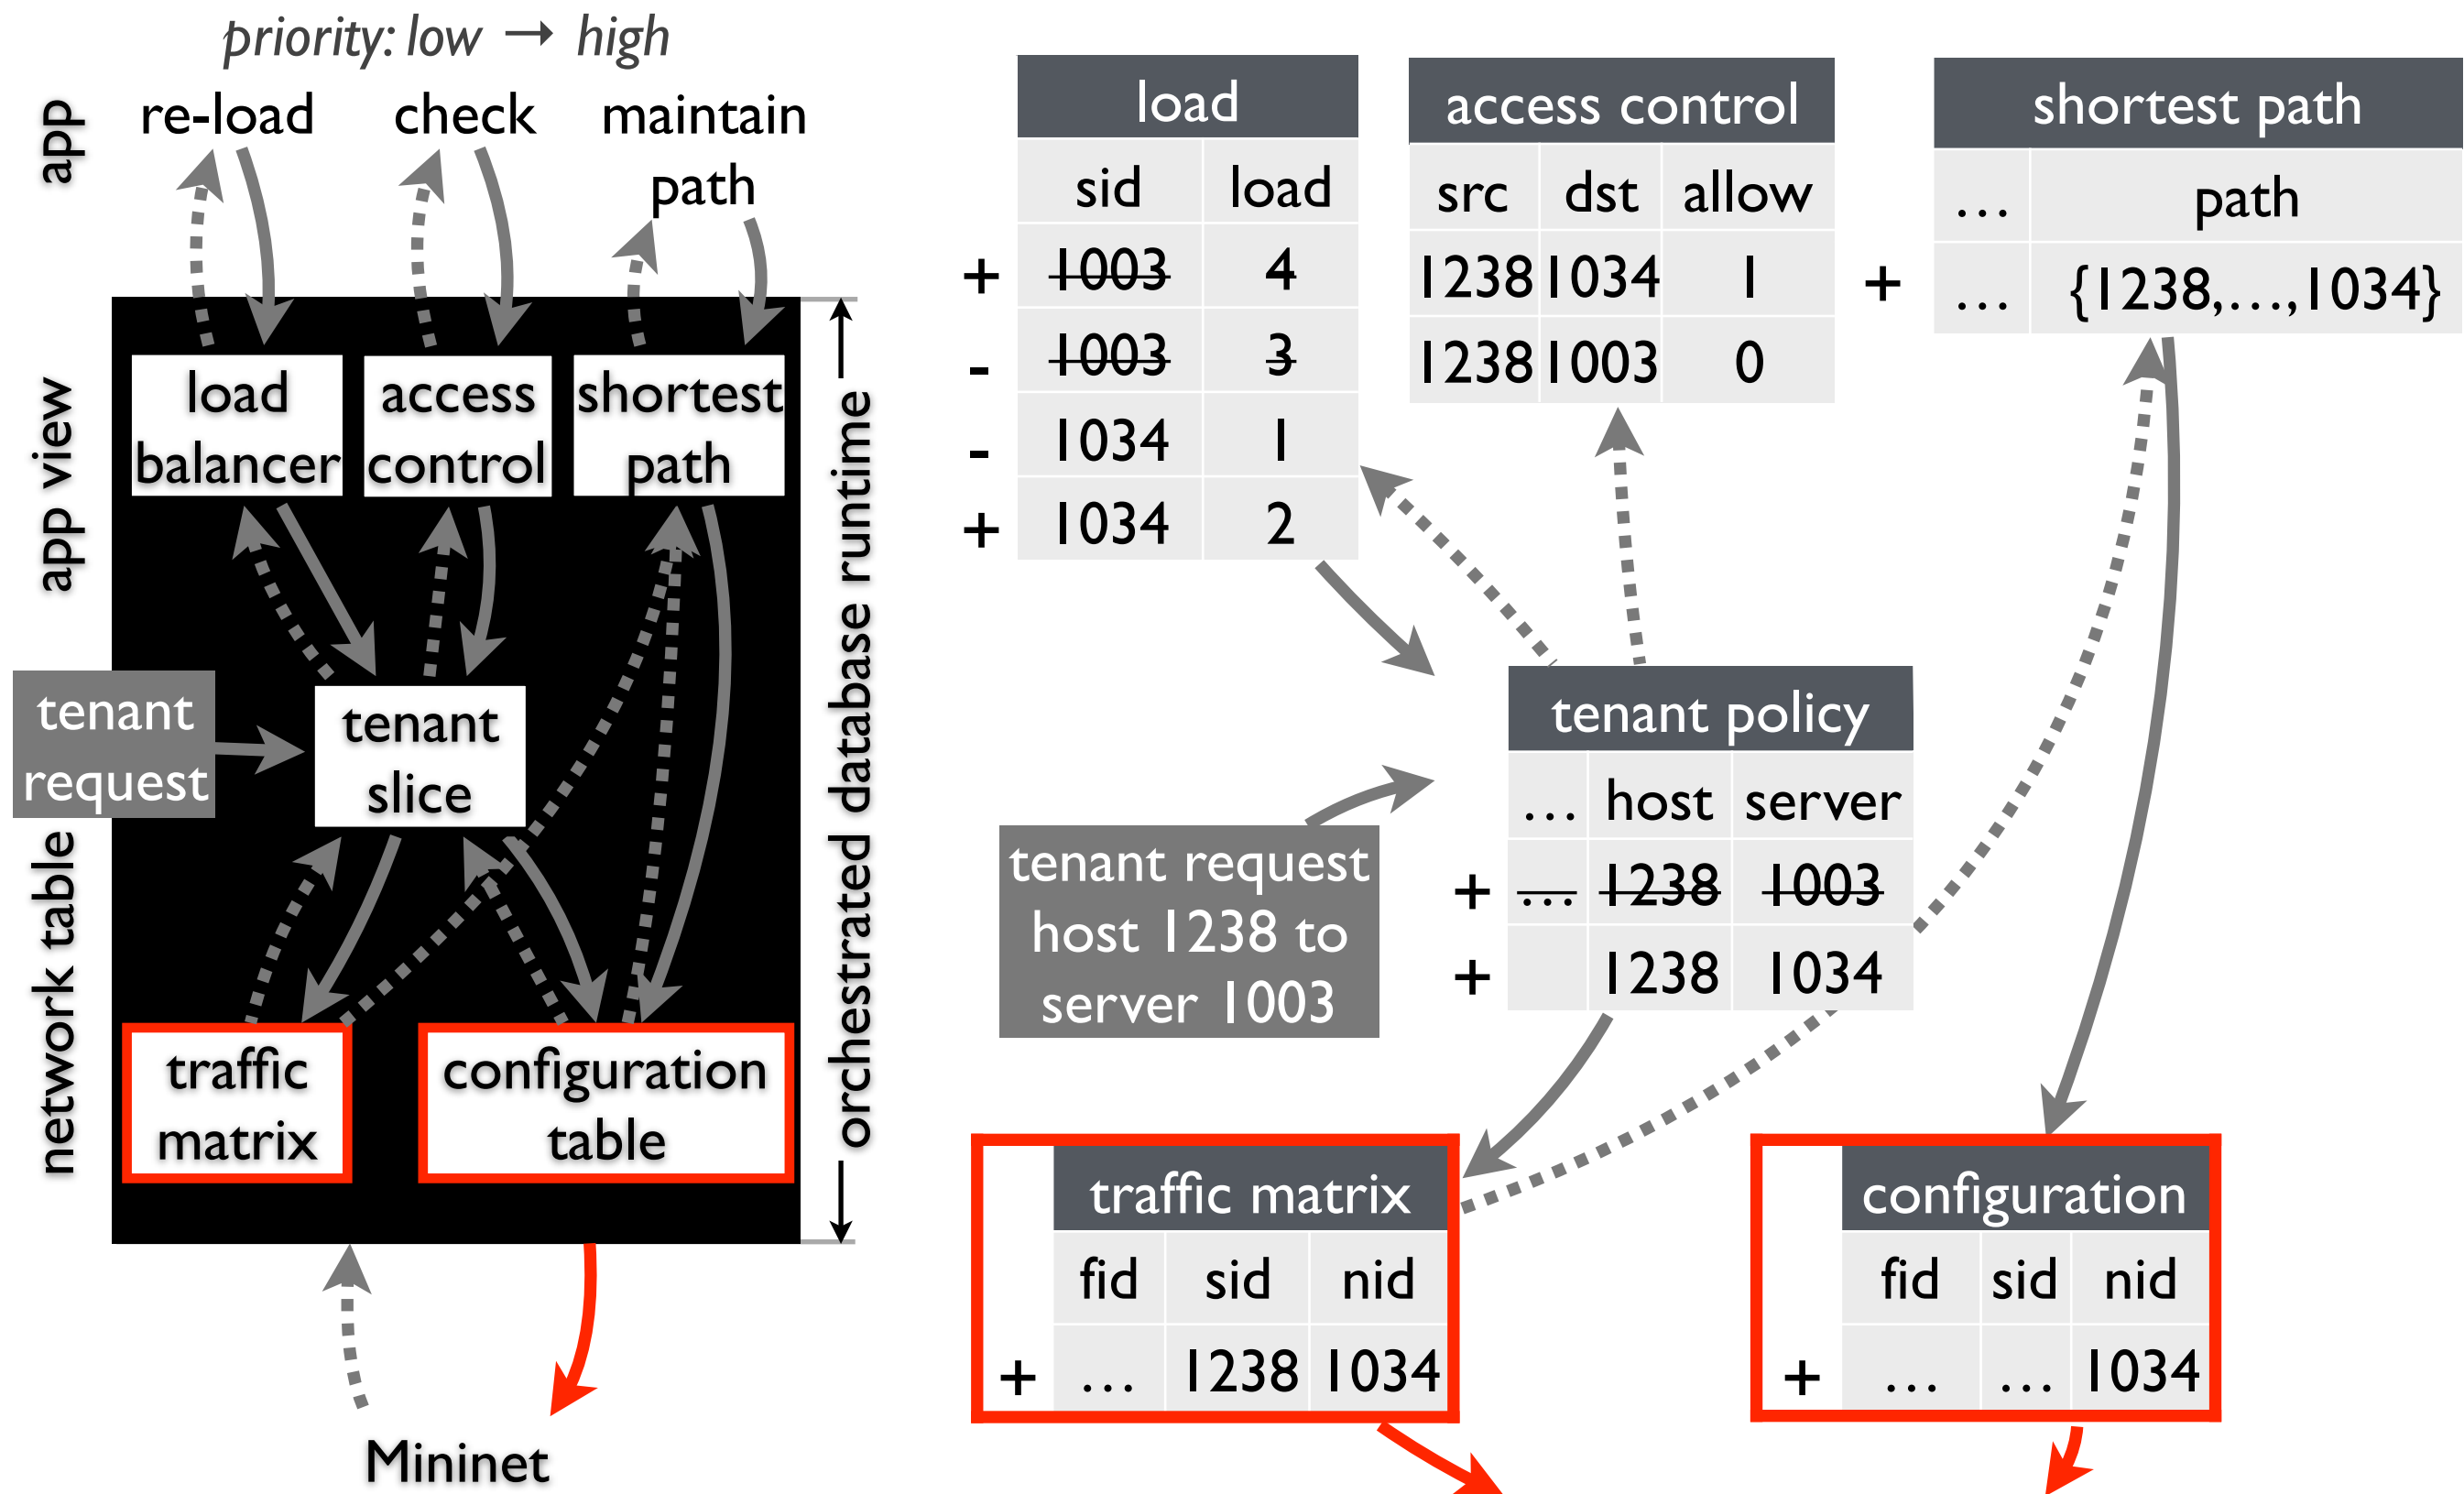 priority: low → high
app
re-load
check
maintain
path
app view
load
balancer
access
control
shortest
path
tenant
request
tenant
slice
network table
traffic
matrix
configuration
table
orchestrated database runtime
Mininet
load
sid load
+ 1003 4
- 1003 3
- 1034 1
+ 1034 2
access control
src dst allow
1238 1034 1
1238 1003 0
shortest path
... path
+ ... {1238,...,1034}
tenant request
host 1238 to
server 1003
tenant policy
... host server
+ ... 1238 1003
+ 1238 1034
traffic matrix
fid sid nid
+ ... 1238 1034
configuration
fid sid nid
+ ... ... 1034